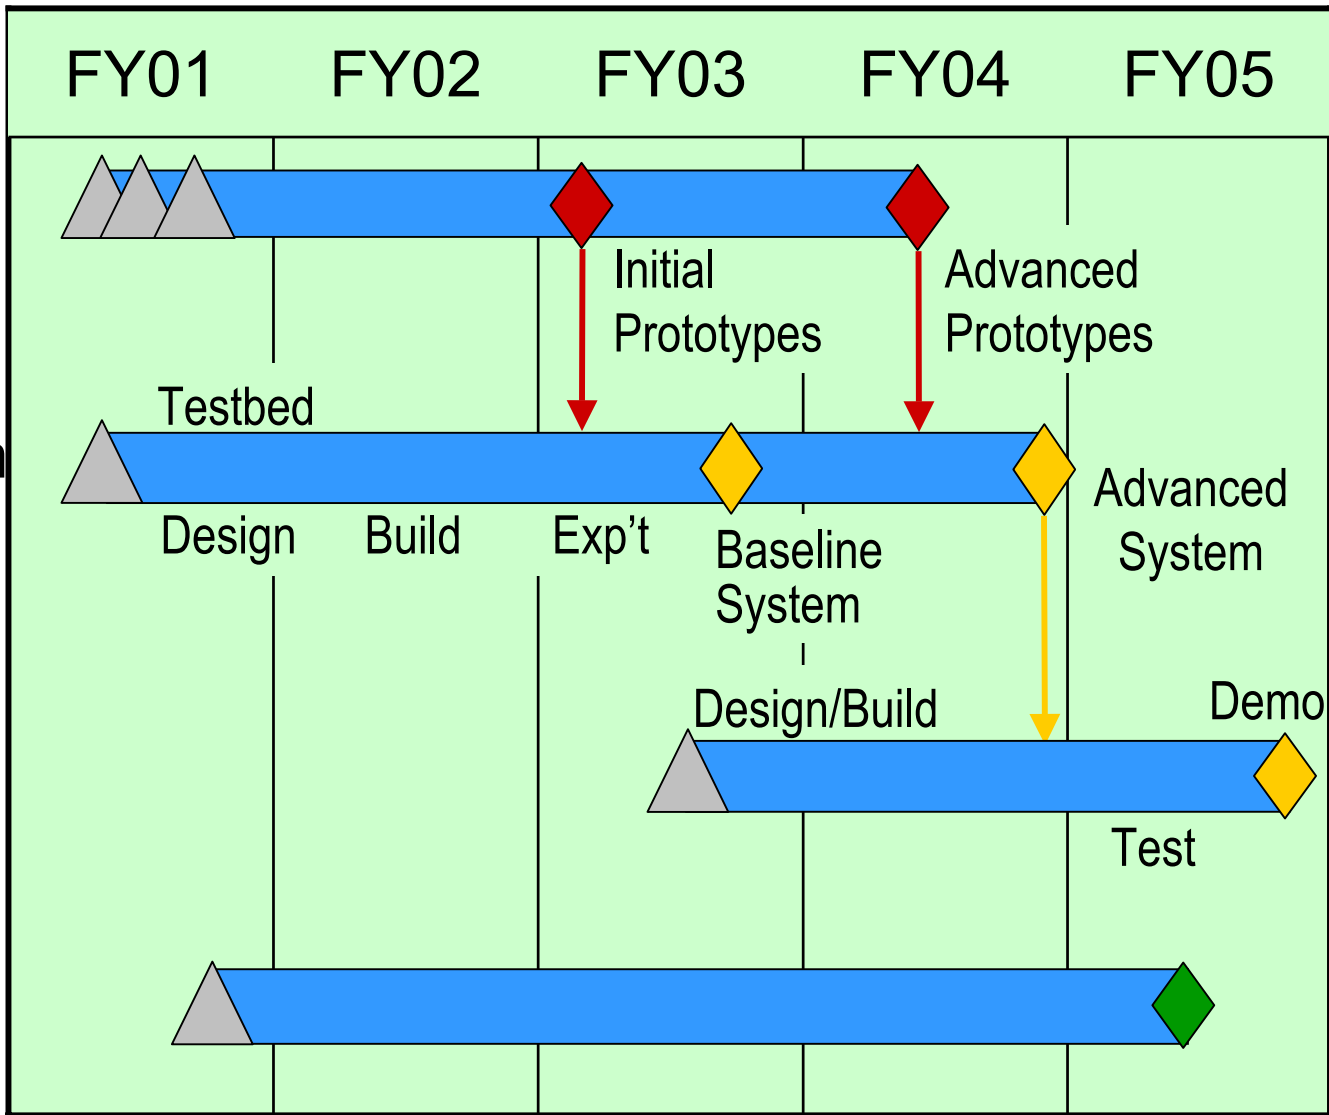 FY01 FY02 FY03 FY04 FY05
Initial
Prototypes
Advanced
Prototypes
Testbed
Design Build Exp’t
Baseline
System
Advanced
System
Design/Build
Demo
Test